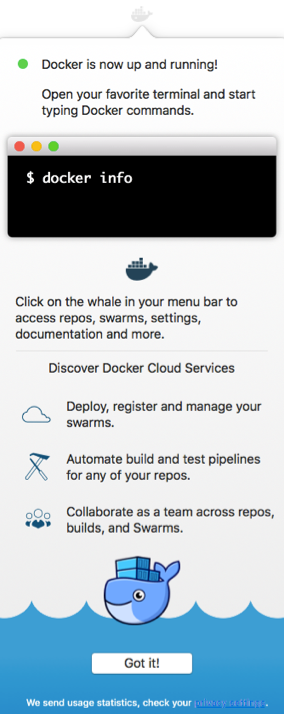 Docker is now up and running!
Open your favorite terminal and start
typing Docker commands.
$ docker info
Click on the whale in your menu bar to
access repos, swarms, settings,
documentation and more.
Discover Docker Cloud Services
Deploy, register and manage your
swarms.
Automate build and test pipelines
for any of your repos.
Collaborate as a team across repos,
builds, and Swarms.
Got it!
We send usage statistics, check your privacy settings.